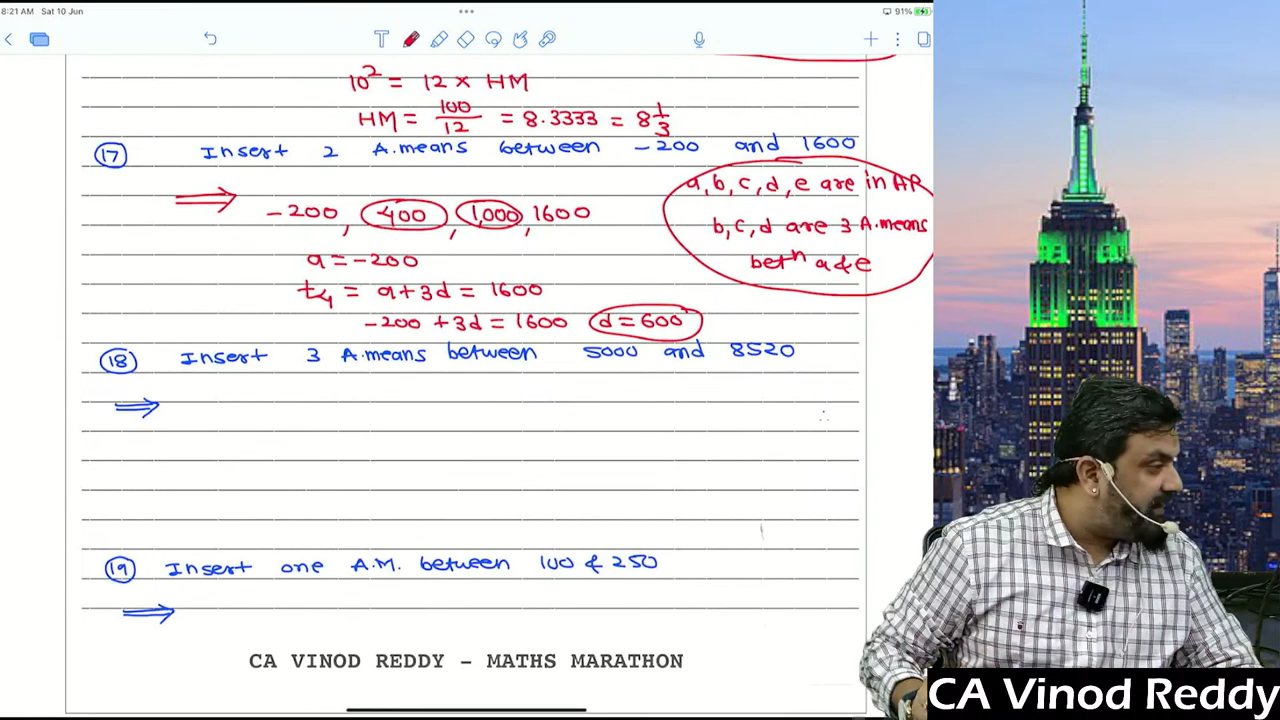 8:21 AM Sat 10 Jun
91%
T
10² = 12 × HM
HM = 100/12 = 8.3333 = 8 1/3
17 Insert 2 A.means between -200 and 1600
⇒ -200, 400, 1,000, 1600
a, b, c, d, e are in AP
b, c, d are 3 A.means
betⁿ a & e
a = -200
t₄ = a+3d = 1600
-200 + 3d = 1600 d = 600
18 Insert 3 A.means between 5000 and 8520
⇒
19 Insert one A.M. between 100 & 250
⇒
CA VINOD REDDY - MATHS MARATHON
CA Vinod Reddy